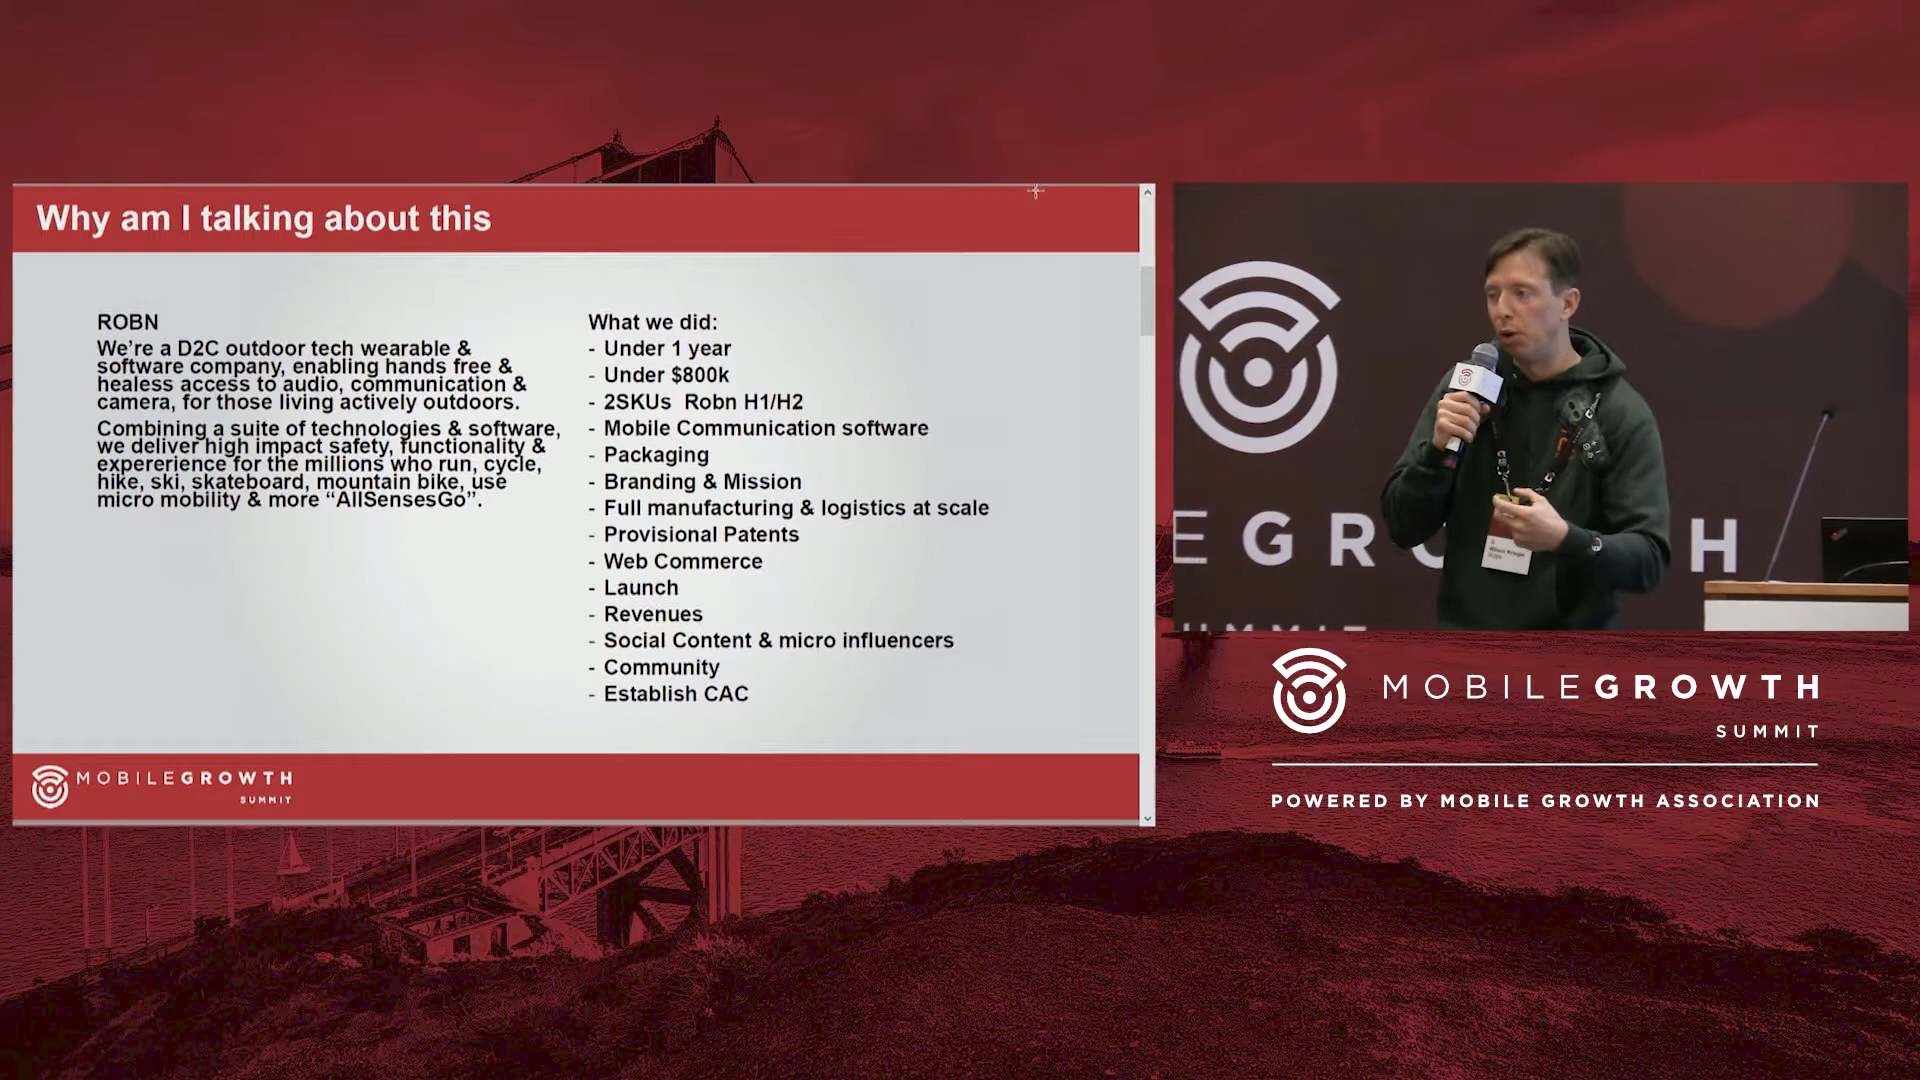 Why am I talking about this
ROBN
We’re a D2C outdoor tech wearable &
software company, enabling hands free &
healess access to audio, communication &
camera, for those living actively outdoors.
Combining a suite of technologies & software,
we deliver high impact safety, functionality &
expererience for the millions who run, cycle,
hike, ski, skateboard, mountain bike, use
micro mobility & more “AllSensesGo”.
What we did:
- Under 1 year
- Under $800k
- 2SKUs Robn H1/H2
- Mobile Communication software
- Packaging
- Branding & Mission
- Full manufacturing & logistics at scale
- Provisional Patents
- Web Commerce
- Launch
- Revenues
- Social Content & micro influencers
- Community
- Establish CAC
MOBILEGROWTH
SUMMIT
E GRO H
SUMMIT
Wilson Kriegel
ROBN
MOBILEGROWTH
SUMMIT
POWERED BY MOBILE GROWTH ASSOCIATION